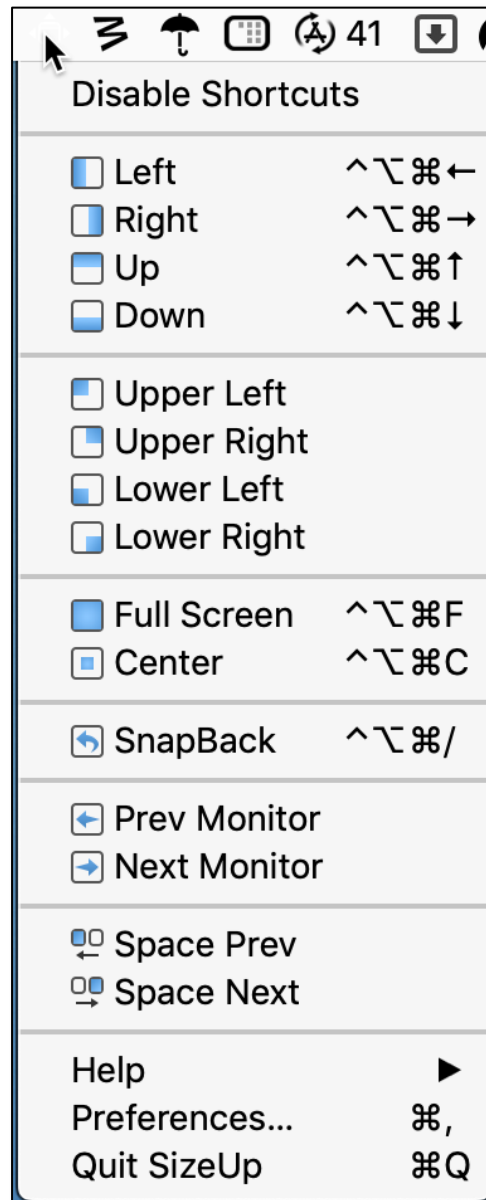 41
Disable Shortcuts
Left ^⌥⌘←
Right ^⌥⌘→
Up ^⌥⌘↑
Down ^⌥⌘↓
Upper Left
Upper Right
Lower Left
Lower Right
Full Screen ^⌥⌘F
Center ^⌥⌘C
SnapBack ^⌥⌘/
Prev Monitor
Next Monitor
Space Prev
Space Next
Help ▶
Preferences... ⌘,
Quit SizeUp ⌘Q